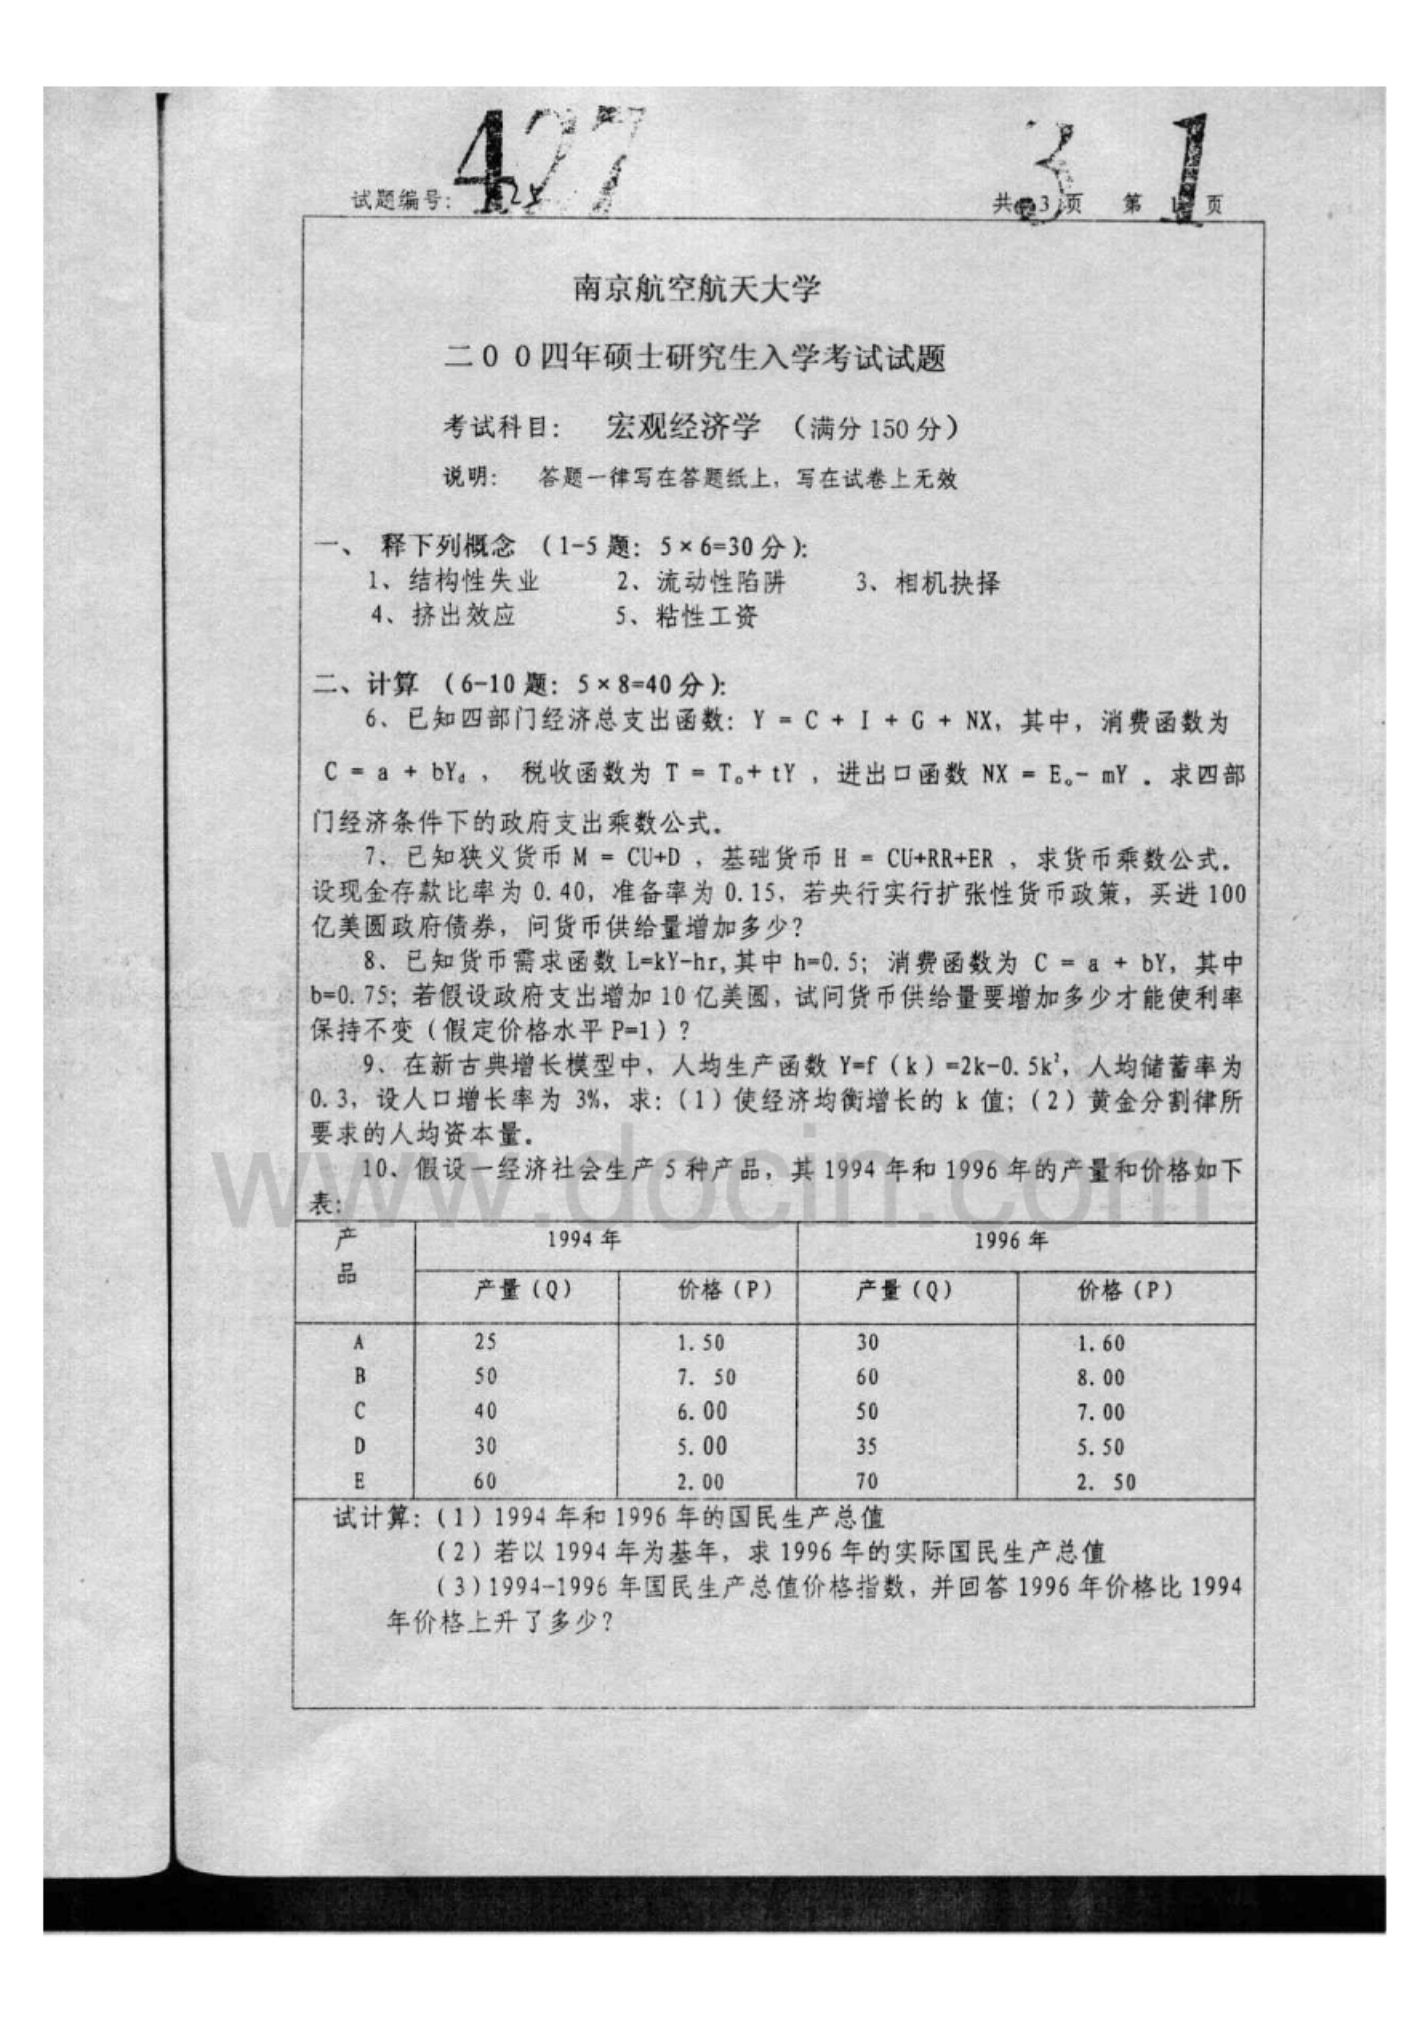 427 3 1
试题编号: 共 3 页 第 1 页
南京航空航天大学
二00四年硕士研究生入学考试试题
考试科目: 宏观经济学 (满分150分)
说明: 答题一律写在答题纸上，写在试卷上无效
一、 释下列概念 (1-5题: 5×6=30分):
1、结构性失业 2、流动性陷阱 3、相机抉择
4、挤出效应 5、粘性工资
二、计算 (6-10题: 5×8=40分):
6、已知四部门经济总支出函数: Y = C + I + G + NX, 其中, 消费函数为
C = a + bYd , 税收函数为 T = To+ tY , 进出口函数 NX = Eo- mY 。求四部
门经济条件下的政府支出乘数公式。
7、已知狭义货币 M = CU+D , 基础货币 H = CU+RR+ER , 求货币乘数公式。
设现金存款比率为 0.40, 准备率为 0.15, 若央行实行扩张性货币政策, 买进 100
亿美圆政府债券, 问货币供给量增加多少?
8、已知货币需求函数 L=kY-hr, 其中 h=0.5; 消费函数为 C = a + bY, 其中
b=0.75; 若假设政府支出增加 10 亿美圆, 试问货币供给量要增加多少才能使利率
保持不变 (假定价格水平 P=1) ?
9、在新古典增长模型中、人均生产函数 Y=f (k) =2k-0.5k², 人均储蓄率为
0.3, 设人口增长率为 3%, 求: (1) 使经济均衡增长的 k 值; (2) 黄金分割律所
要求的人均资本量。
10、假设一经济社会生产 5 种产品, 其 1994 年和 1996 年的产量和价格如下
表:
www.docin.com
产品 1994 年 1996 年
产量 (Q) 价格 (P) 产量 (Q) 价格 (P)
A 25 1.50 30 1.60
B 50 7. 50 60 8.00
C 40 6.00 50 7.00
D 30 5.00 35 5.50
E 60 2.00 70 2. 50
试计算: (1) 1994 年和 1996 年的国民生产总值
(2) 若以 1994 年为基年, 求 1996 年的实际国民生产总值
(3) 1994-1996 年国民生产总值价格指数, 并回答 1996 年价格比 1994
年价格上升了多少?